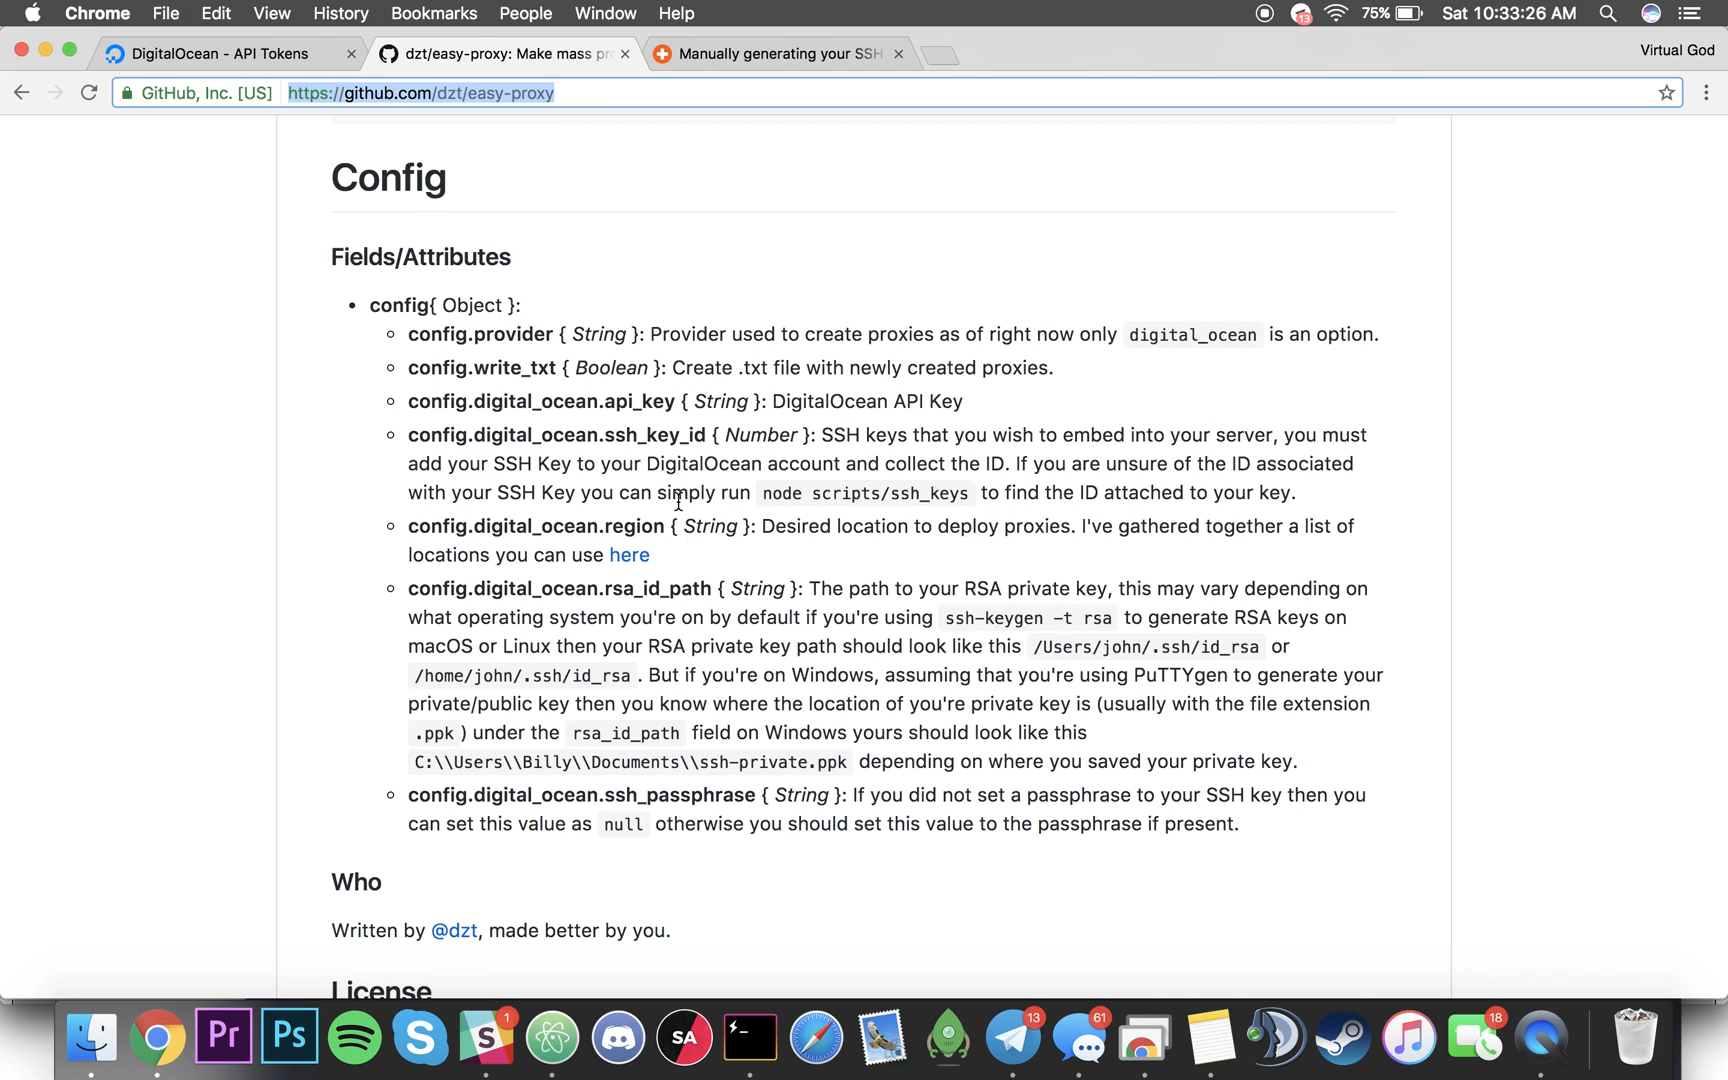 Chrome File Edit View History Bookmarks People Window Help 13 75% Sat 10:33:26 AM
DigitalOcean - API Tokens dzt/easy-proxy: Make mass pr Manually generating your SSH Virtual God
GitHub, Inc. [US] https://github.com/dzt/easy-proxy
Config
Fields/Attributes
• config{ Object }:
config.provider { String }: Provider used to create proxies as of right now only digital_ocean is an option.
config.write_txt { Boolean }: Create .txt file with newly created proxies.
config.digital_ocean.api_key { String }: DigitalOcean API Key
config.digital_ocean.ssh_key_id { Number }: SSH keys that you wish to embed into your server, you must
add your SSH Key to your DigitalOcean account and collect the ID. If you are unsure of the ID associated
with your SSH Key you can simply run node scripts/ssh_keys to find the ID attached to your key.
config.digital_ocean.region { String }: Desired location to deploy proxies. I've gathered together a list of
locations you can use here
config.digital_ocean.rsa_id_path { String }: The path to your RSA private key, this may vary depending on
what operating system you're on by default if you're using ssh-keygen -t rsa to generate RSA keys on
macOS or Linux then your RSA private key path should look like this /Users/john/.ssh/id_rsa or
/home/john/.ssh/id_rsa . But if you're on Windows, assuming that you're using PuTTYgen to generate your
private/public key then you know where the location of you're private key is (usually with the file extension
.ppk ) under the rsa_id_path field on Windows yours should look like this
C:\\Users\\Billy\\Documents\\ssh-private.ppk depending on where you saved your private key.
config.digital_ocean.ssh_passphrase { String }: If you did not set a passphrase to your SSH key then you
can set this value as null otherwise you should set this value to the passphrase if present.
Who
Written by @dzt, made better by you.
License
Pr Ps S 1 SA 13 61 18